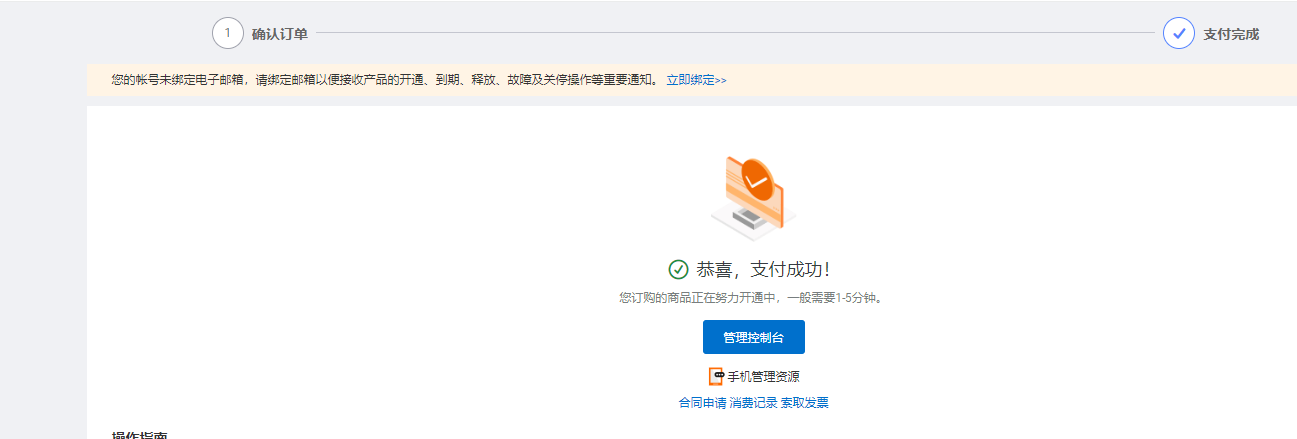 1 确认订单 支付完成
您的帐号未绑定电子邮箱，请绑定邮箱以便接收产品的开通、到期、释放、故障及关停操作等重要通知。 立即绑定>>
恭喜，支付成功！
您订购的商品正在努力开通中，一般需要1-5分钟。
管理控制台
手机管理资源
合同申请 消费记录 索取发票
操作指南